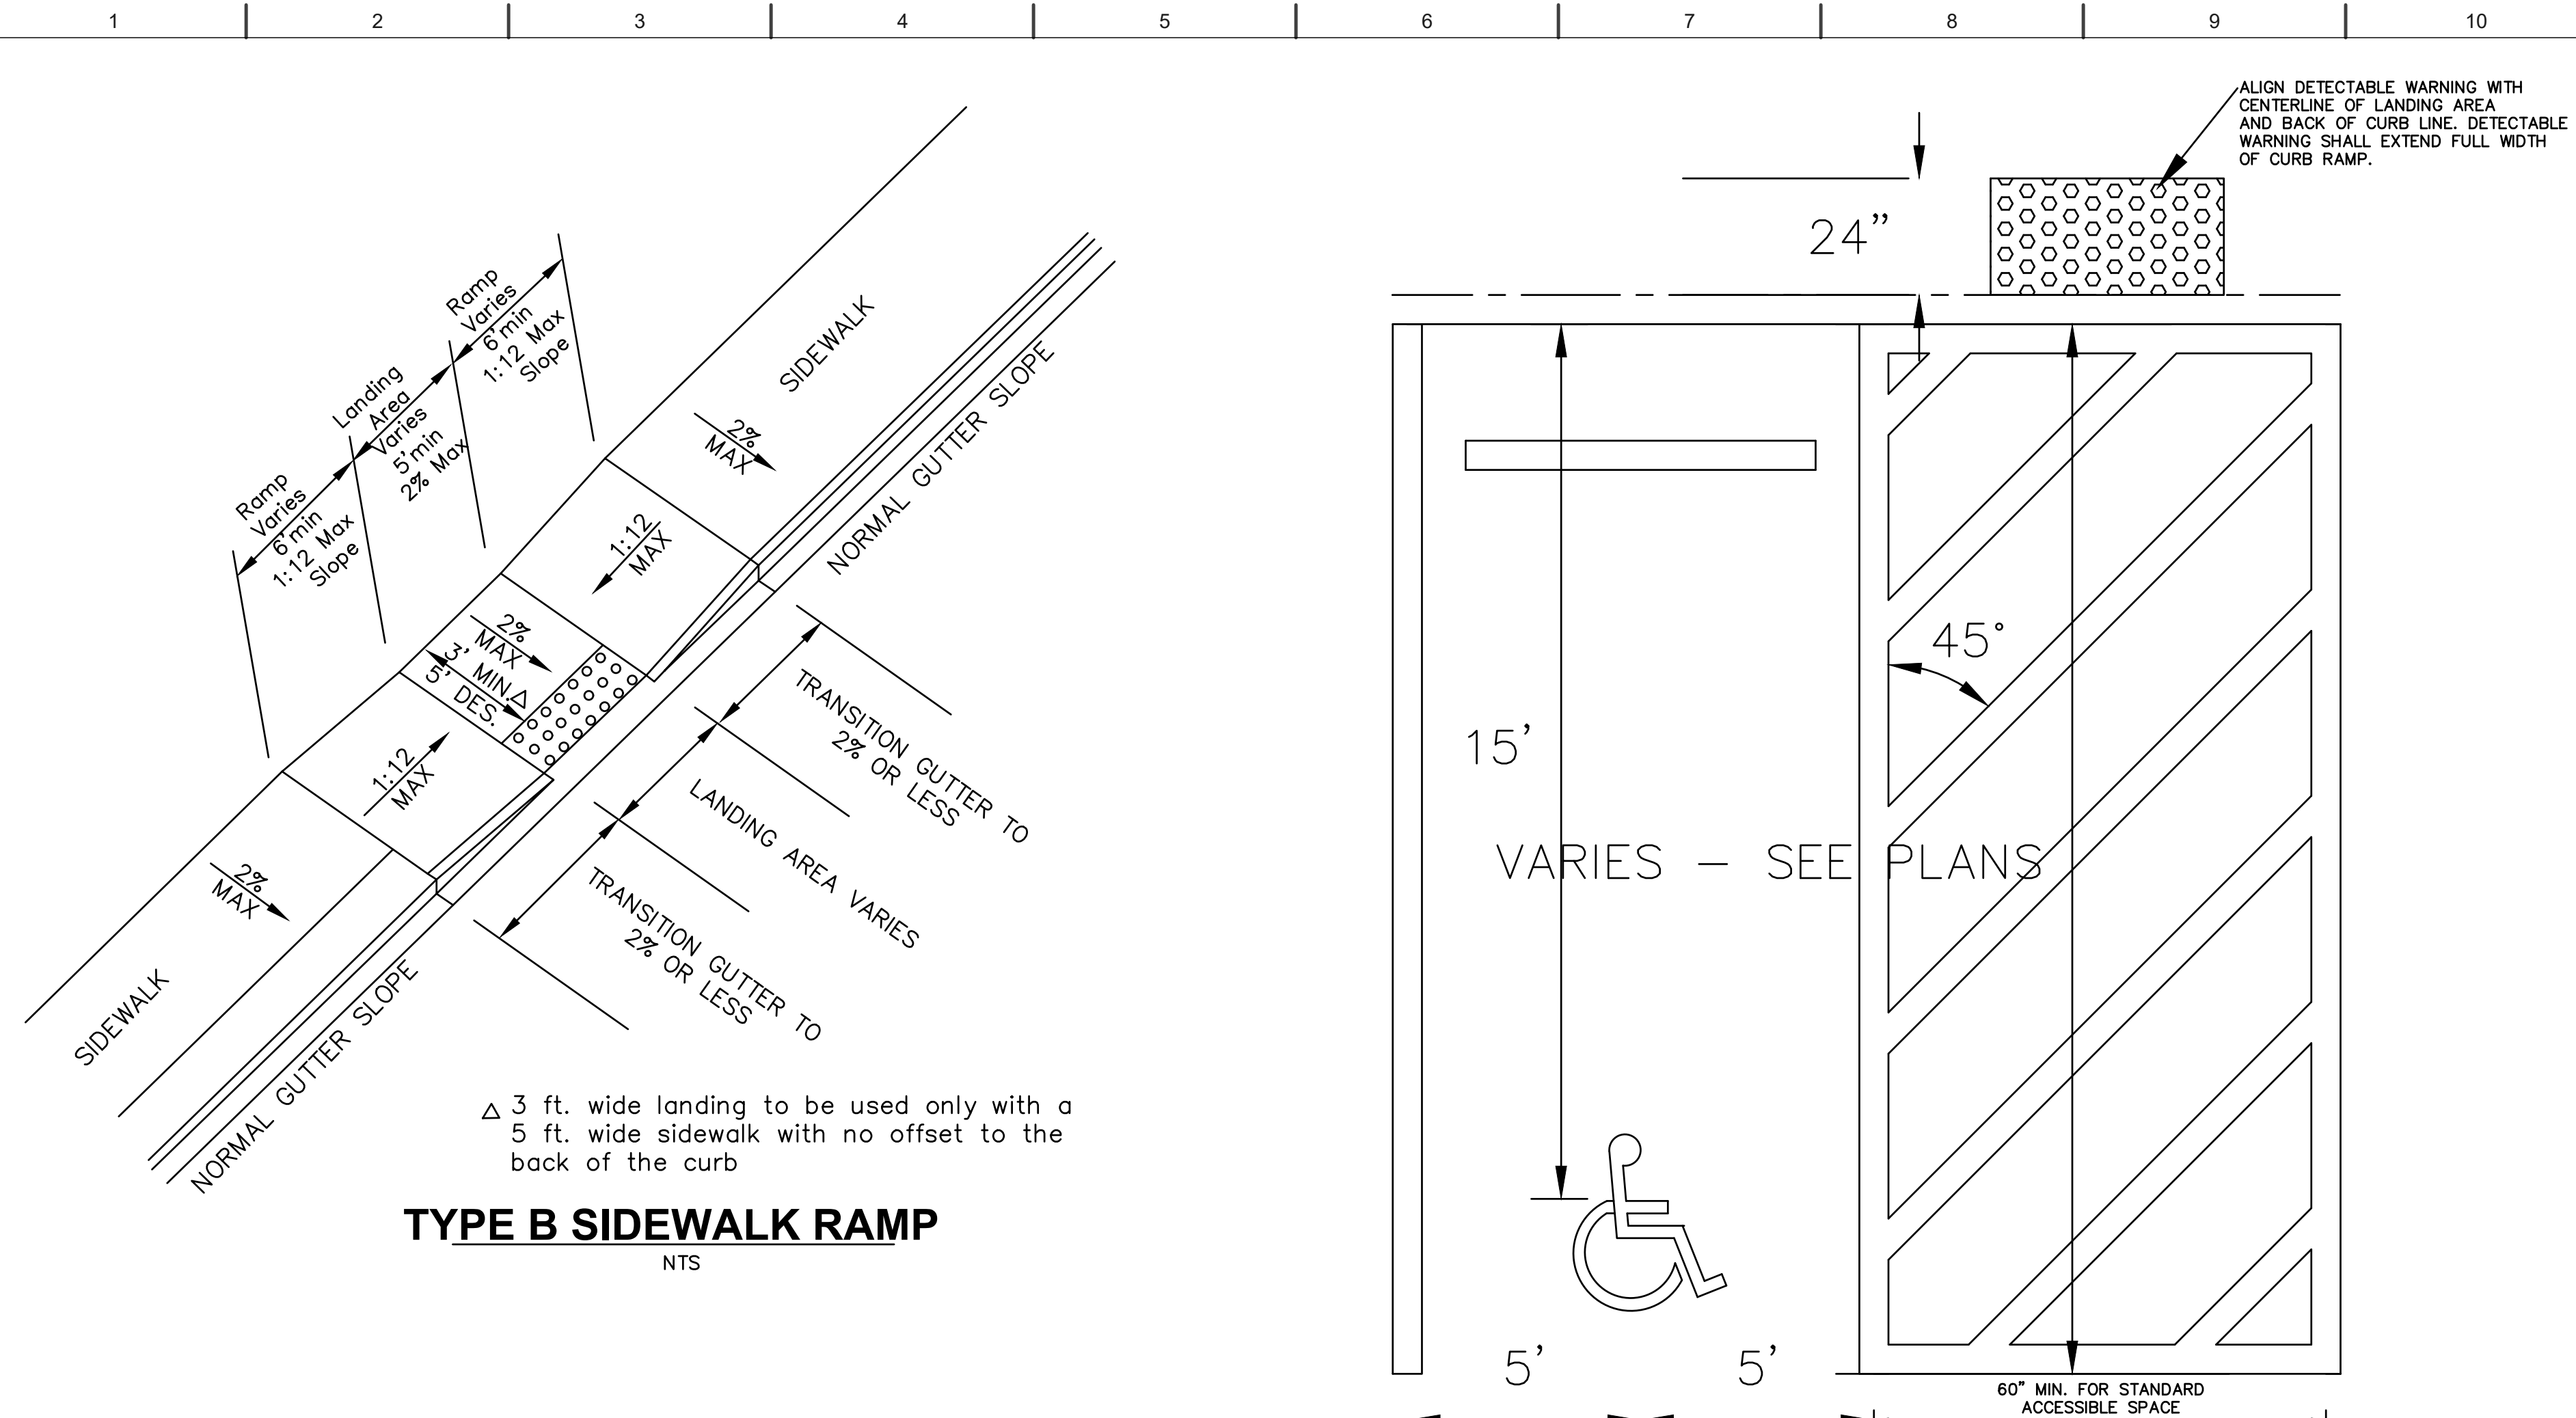 1 2 3 4 5 6 7 8 9 10
ALIGN DETECTABLE WARNING WITH
CENTERLINE OF LANDING AREA
AND BACK OF CURB LINE. DETECTABLE
WARNING SHALL EXTEND FULL WIDTH
OF CURB RAMP.
24"
Ramp
Varies
6'min
1:12 Max
Slope
Landing
Area
Varies
5'min
2% Max
Ramp
Varies
6'min
1:12 Max
Slope
SIDEWALK
2%
MAX
NORMAL GUTTER SLOPE
1:12
MAX
2%
MAX
3' MIN.△
5' DES.
1:12
MAX
2%
MAX
SIDEWALK
NORMAL GUTTER SLOPE
TRANSITION GUTTER TO
2% OR LESS
LANDING AREA VARIES
TRANSITION GUTTER TO
2% OR LESS
△ 3 ft. wide landing to be used only with a
5 ft. wide sidewalk with no offset to the
back of the curb
TYPE B SIDEWALK RAMP
NTS
45°
15'
VARIES – SEE PLANS
5' 5'
60" MIN. FOR STANDARD
ACCESSIBLE SPACE